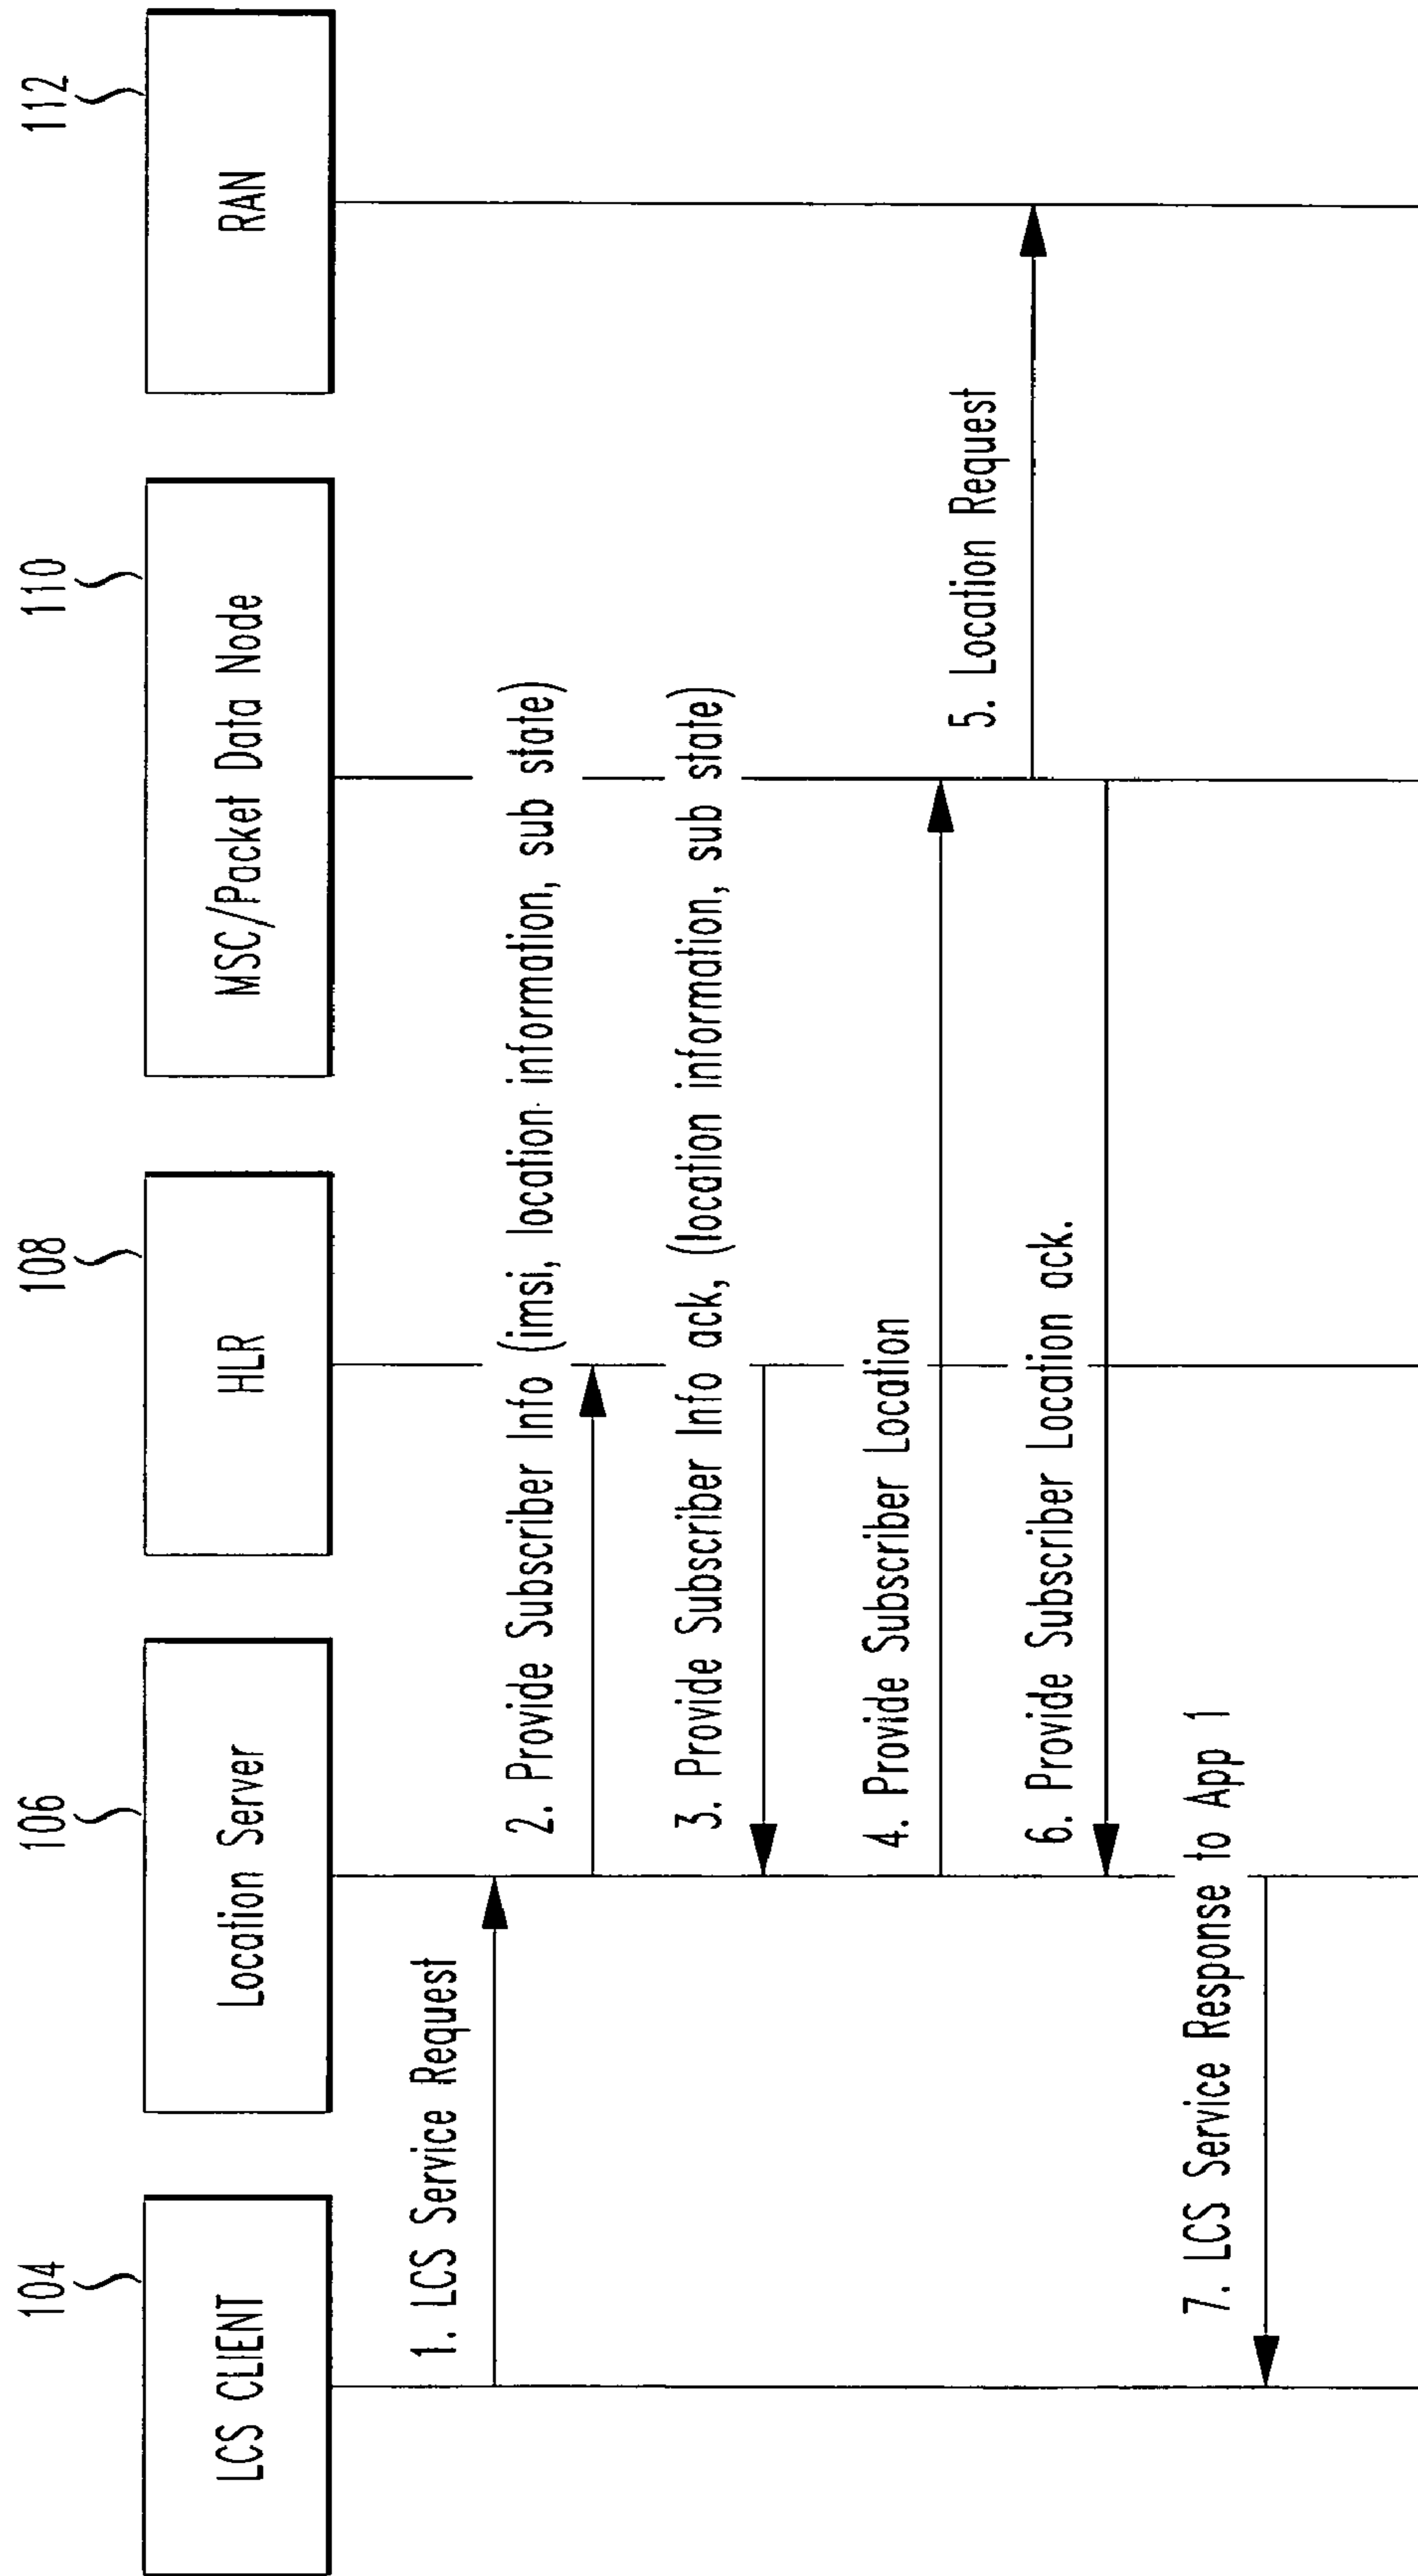 104
106
108
110
112
LCS CLIENT
Location Server
HLR
MSC/Packet Data Node
RAN
1. LCS Service Request
2. Provide Subscriber Info (imsi, location information, sub state)
3. Provide Subscriber Info ack, (location information, sub state)
4. Provide Subscriber Location
5. Location Request
6. Provide Subscriber Location ack.
7. LCS Service Response to App 1